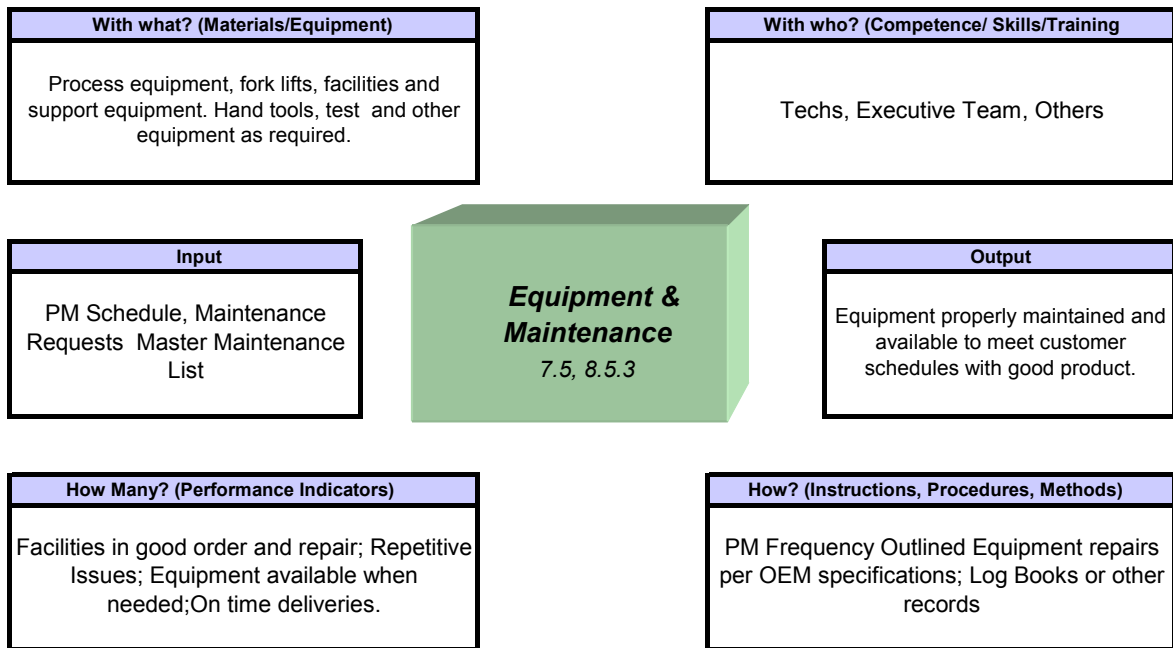 With what? (Materials/Equipment)
Process equipment, fork lifts, facilities and
support equipment. Hand tools, test  and other
equipment as required.
With who? (Competence/ Skills/Training
Techs, Executive Team, Others
Input
PM Schedule, Maintenance
Requests  Master Maintenance
List
Equipment &
Maintenance
7.5, 8.5.3
Output
Equipment properly maintained and
available to meet customer
schedules with good product.
How Many? (Performance Indicators)
Facilities in good order and repair; Repetitive
Issues; Equipment available when
needed;On time deliveries.
How? (Instructions, Procedures, Methods)
PM Frequency Outlined Equipment repairs
per OEM specifications; Log Books or other
records